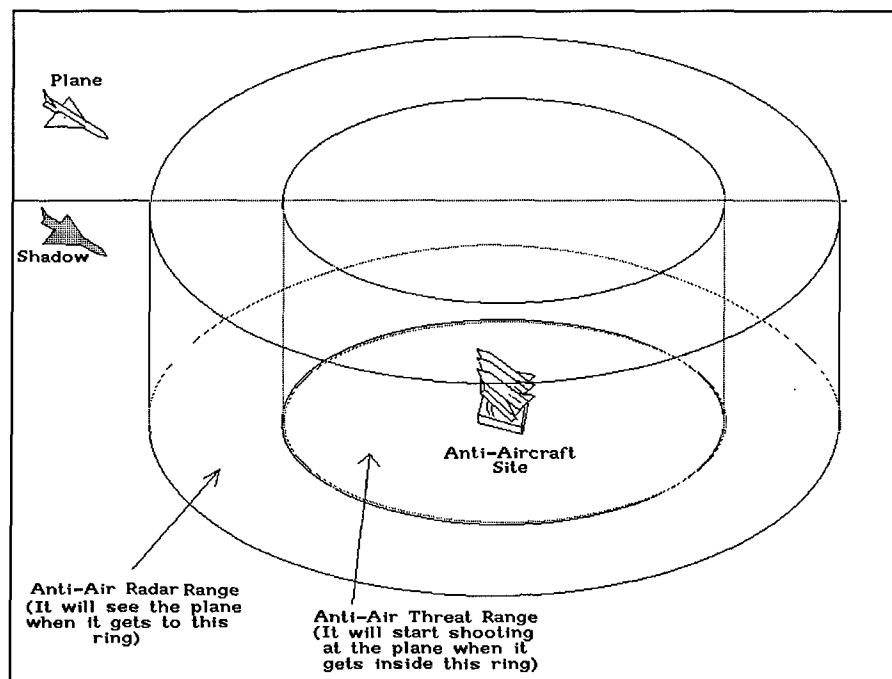 Plane
Shadow
Anti-Aircraft
Site
Anti-Air Radar Range
(It will see the plane
when it gets to this
ring)
Anti-Air Threat Range
(It will start shooting
at the plane when it
gets inside this ring)